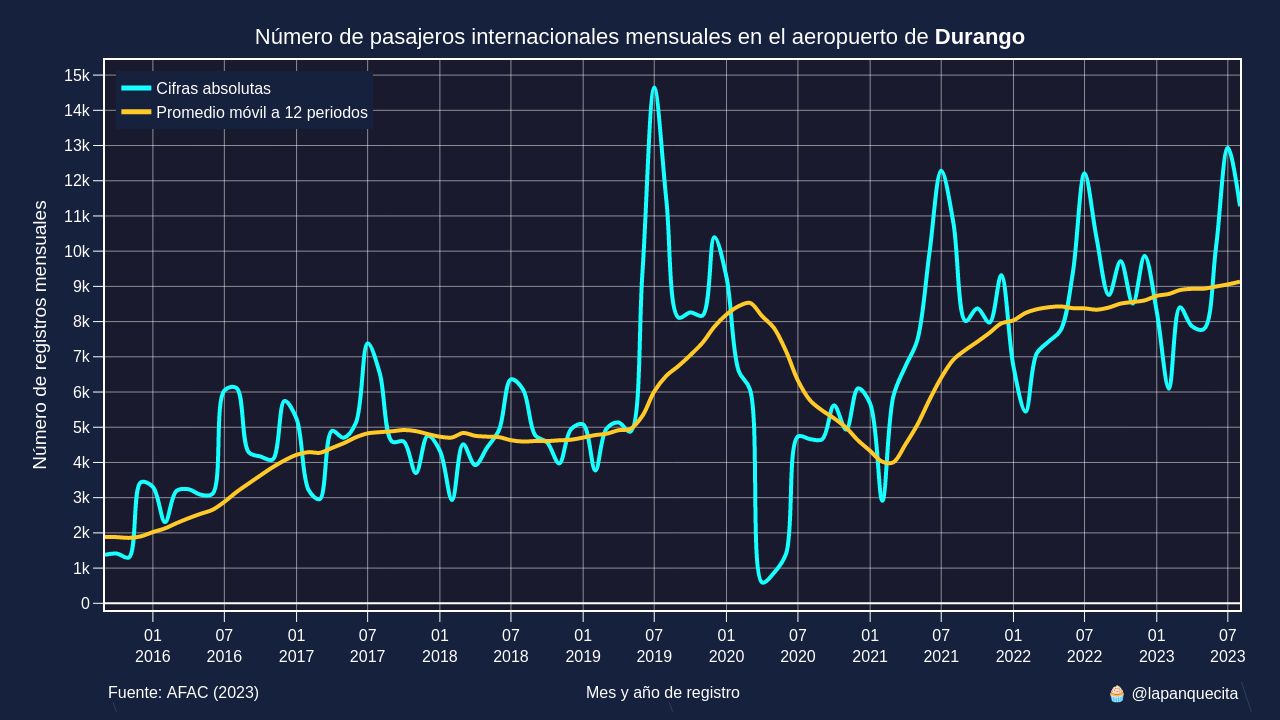 Número de pasajeros internacionales mensuales en el aeropuerto de Durango
Cifras absolutas
Promedio móvil a 12 periodos
Número de registros mensuales
15k
14k
13k
12k
11k
10k
9k
8k
7k
6k
5k
4k
3k
2k
1k
0
01 07 01 07 01 07 01 07 01 07 01 07 01 07 01 07
2016 2016 2017 2017 2018 2018 2019 2019 2020 2020 2021 2021 2022 2022 2023 2023
Fuente: AFAC (2023) Mes y año de registro 🧁 @lapanquecita